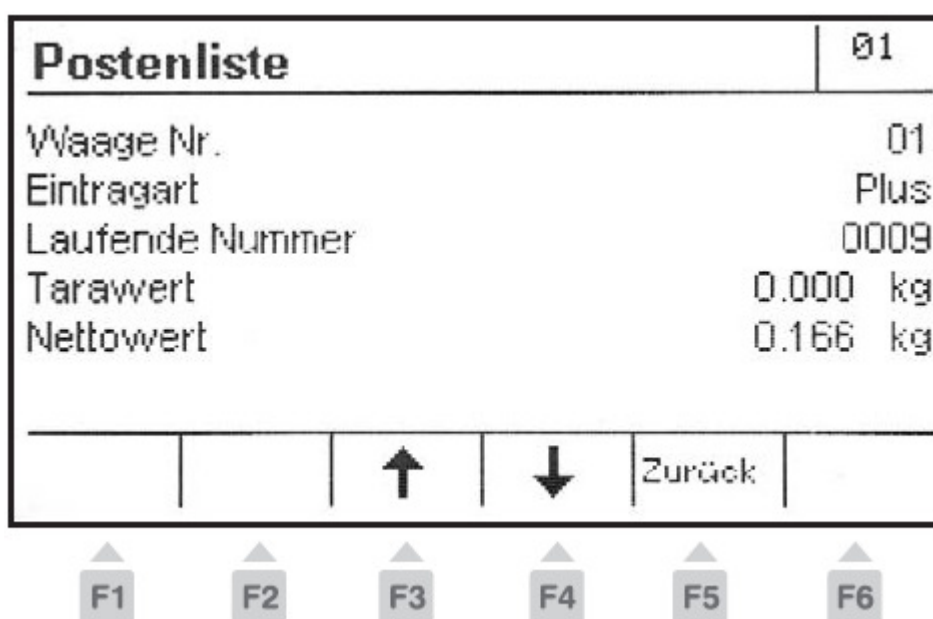 Postenliste 01
Waage Nr. 01
Eintragart Plus
Laufende Nummer 0009
Tarawert 0.000 kg
Nettowert 0.166 kg
↑ ↓ Zurück
F1 F2 F3 F4 F5 F6